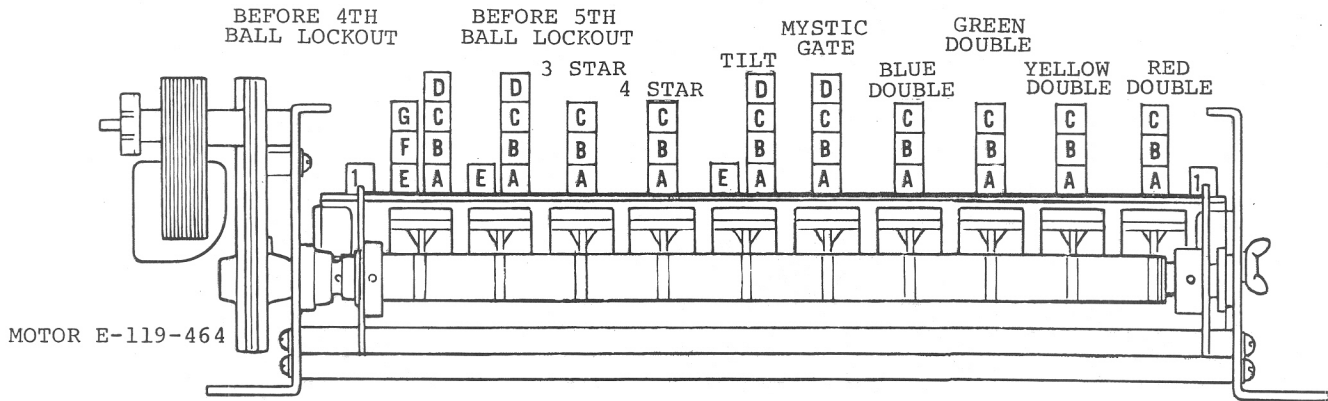 BEFORE 4TH
BALL LOCKOUT
BEFORE 5TH
BALL LOCKOUT
3 STAR
4 STAR
TILT
MYSTIC
GATE
BLUE
DOUBLE
GREEN
DOUBLE
YELLOW
DOUBLE
RED
DOUBLE
D D D D
G C C C C C C C C C C
F B B B B B B B B B B
1 E A E A A A E A A A A A A 1
MOTOR E-119-464